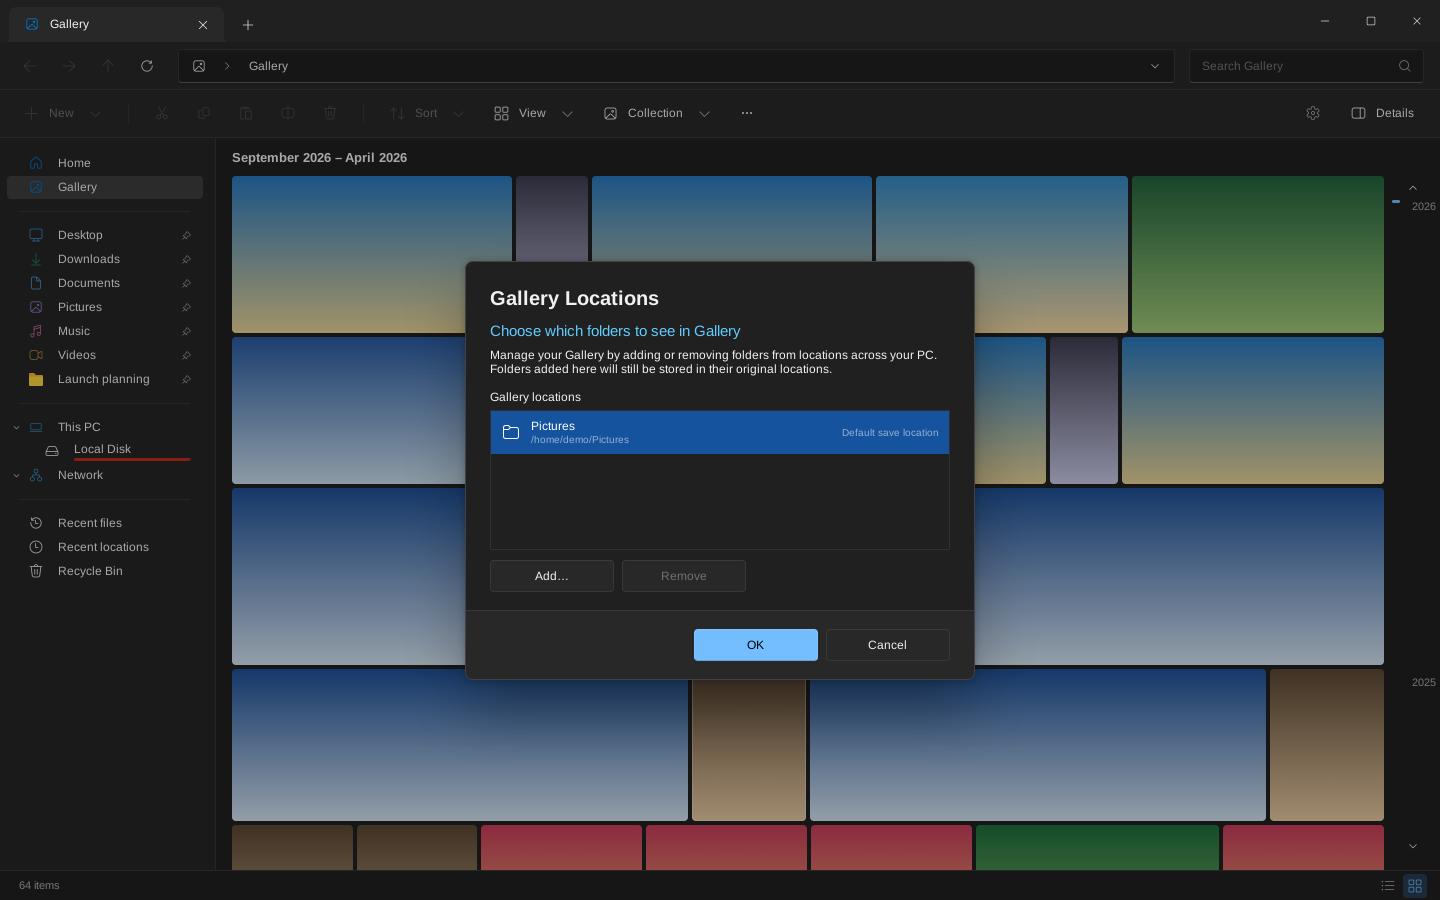 Gallery
Gallery
Search Gallery
New
Sort
View
Collection
Details
Home
Gallery
Desktop
Downloads
Documents
Pictures
Music
Videos
Launch planning
This PC
Local Disk
Network
Recent files
Recent locations
Recycle Bin
September 2026 – April 2026
2026
2025
Gallery Locations
Choose which folders to see in Gallery
Manage your Gallery by adding or removing folders from locations across your PC.
Folders added here will still be stored in their original locations.
Gallery locations
Pictures
/home/demo/Pictures
Default save location
Add...
Remove
OK
Cancel
64 items